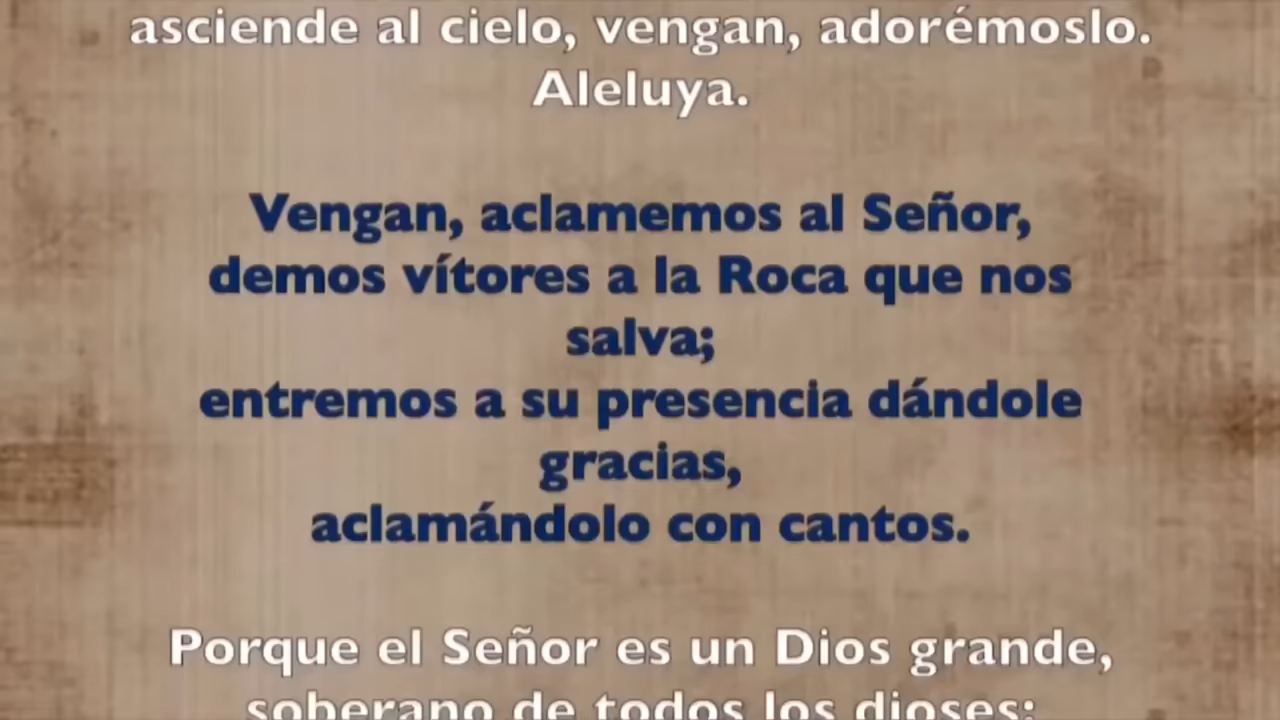 asciende al cielo, vengan, adorémoslo.
Aleluya.
Vengan, aclamemos al Señor,
demos vítores a la Roca que nos
salva;
entremos a su presencia dándole
gracias,
aclamándolo con cantos.
Porque el Señor es un Dios grande,
soberano de todos los dioses: